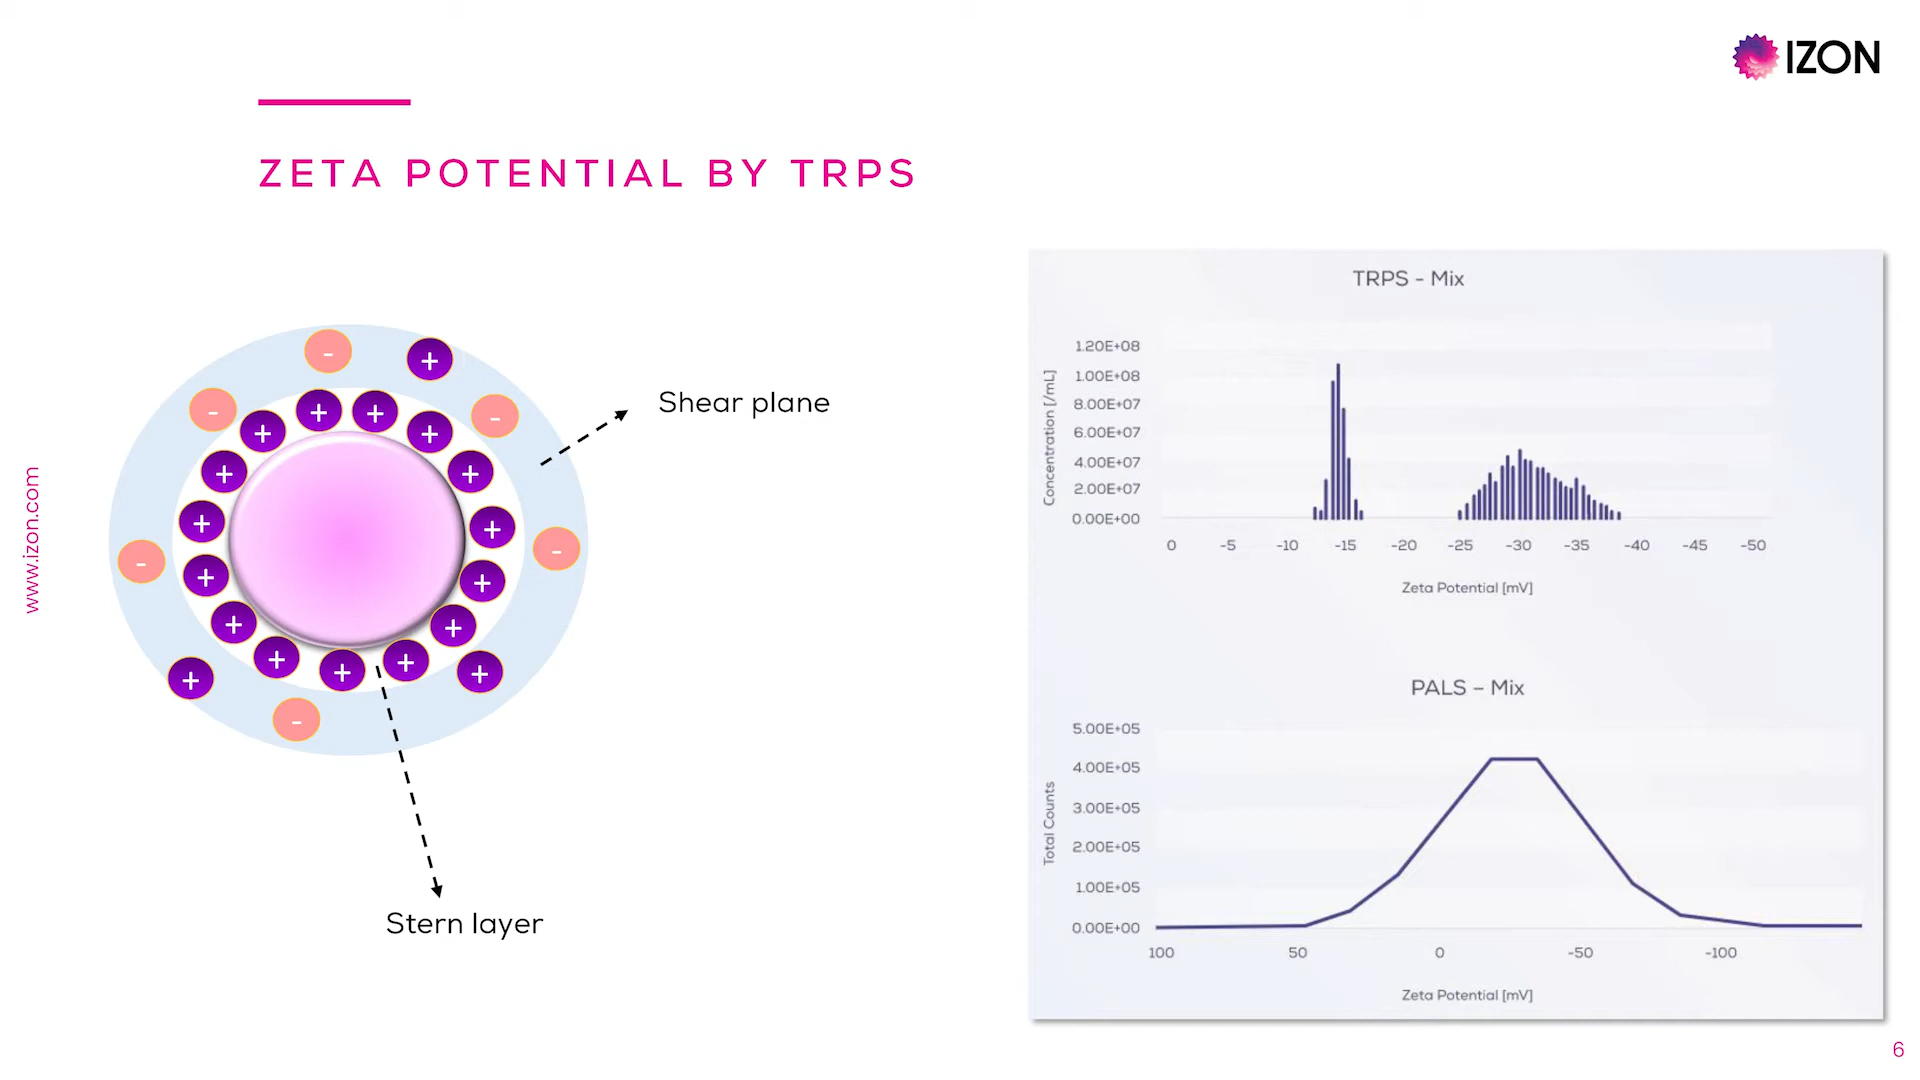 IZON
ZETA POTENTIAL BY TRPS
www.izon.com
-
+
-
-
+
+
+
+
+
+
Shear plane
+
+
-
-
+
+
+
+
+
+
+
+
+
-
Stern layer
TRPS - Mix
Concentration [/mL]
1.20E+08
1.00E+08
8.00E+07
6.00E+07
4.00E+07
2.00E+07
0.00E+00
0 -5 -10 -15 -20 -25 -30 -35 -40 -45 -50
Zeta Potential [mV]
PALS – Mix
Total Counts
5.00E+05
4.00E+05
3.00E+05
2.00E+05
1.00E+05
0.00E+00
100 50 0 -50 -100
Zeta Potential [mV]
6